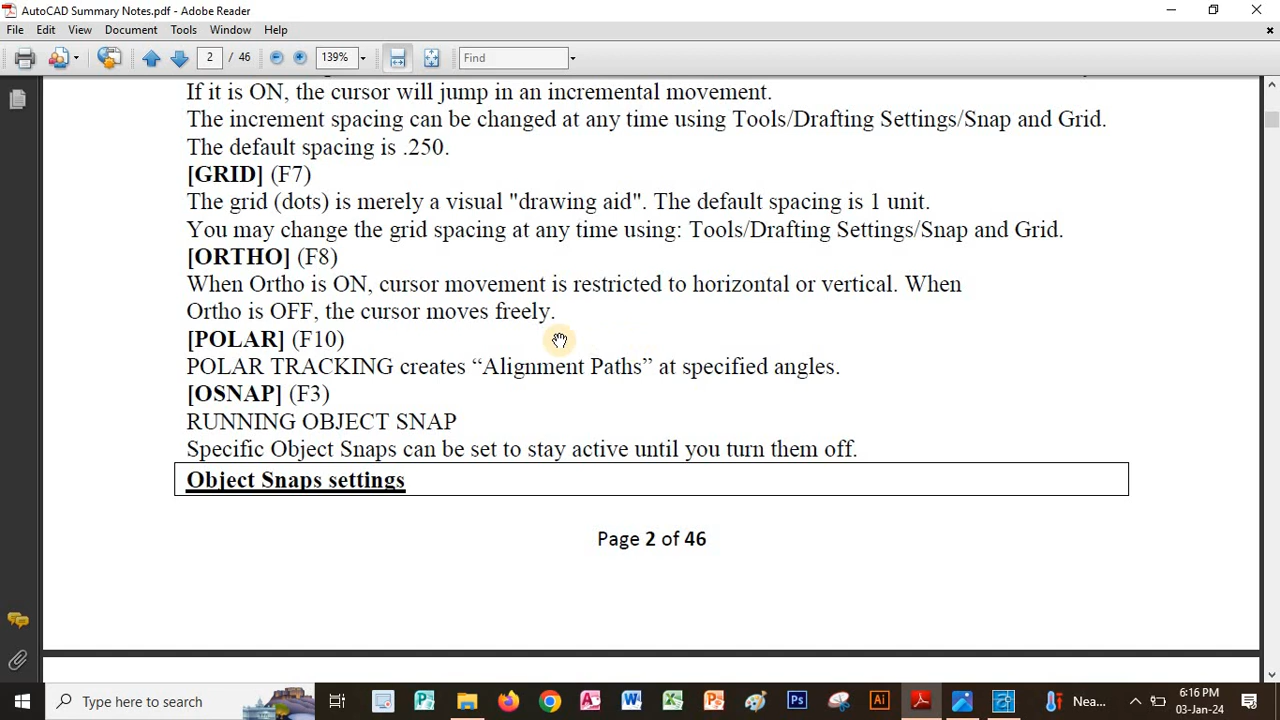 AutoCAD Summary Notes.pdf - Adobe Reader
File Edit View Document Tools Window Help
2 / 46 139% Find
If it is ON, the cursor will jump in an incremental movement.
The increment spacing can be changed at any time using Tools/Drafting Settings/Snap and Grid.
The default spacing is .250.
[GRID] (F7)
The grid (dots) is merely a visual "drawing aid". The default spacing is 1 unit.
You may change the grid spacing at any time using: Tools/Drafting Settings/Snap and Grid.
[ORTHO] (F8)
When Ortho is ON, cursor movement is restricted to horizontal or vertical. When
Ortho is OFF, the cursor moves freely.
[POLAR] (F10)
POLAR TRACKING creates “Alignment Paths” at specified angles.
[OSNAP] (F3)
RUNNING OBJECT SNAP
Specific Object Snaps can be set to stay active until you turn them off.
Object Snaps settings
Page 2 of 46
Type here to search
Nea...
6:16 PM
03-Jan-24